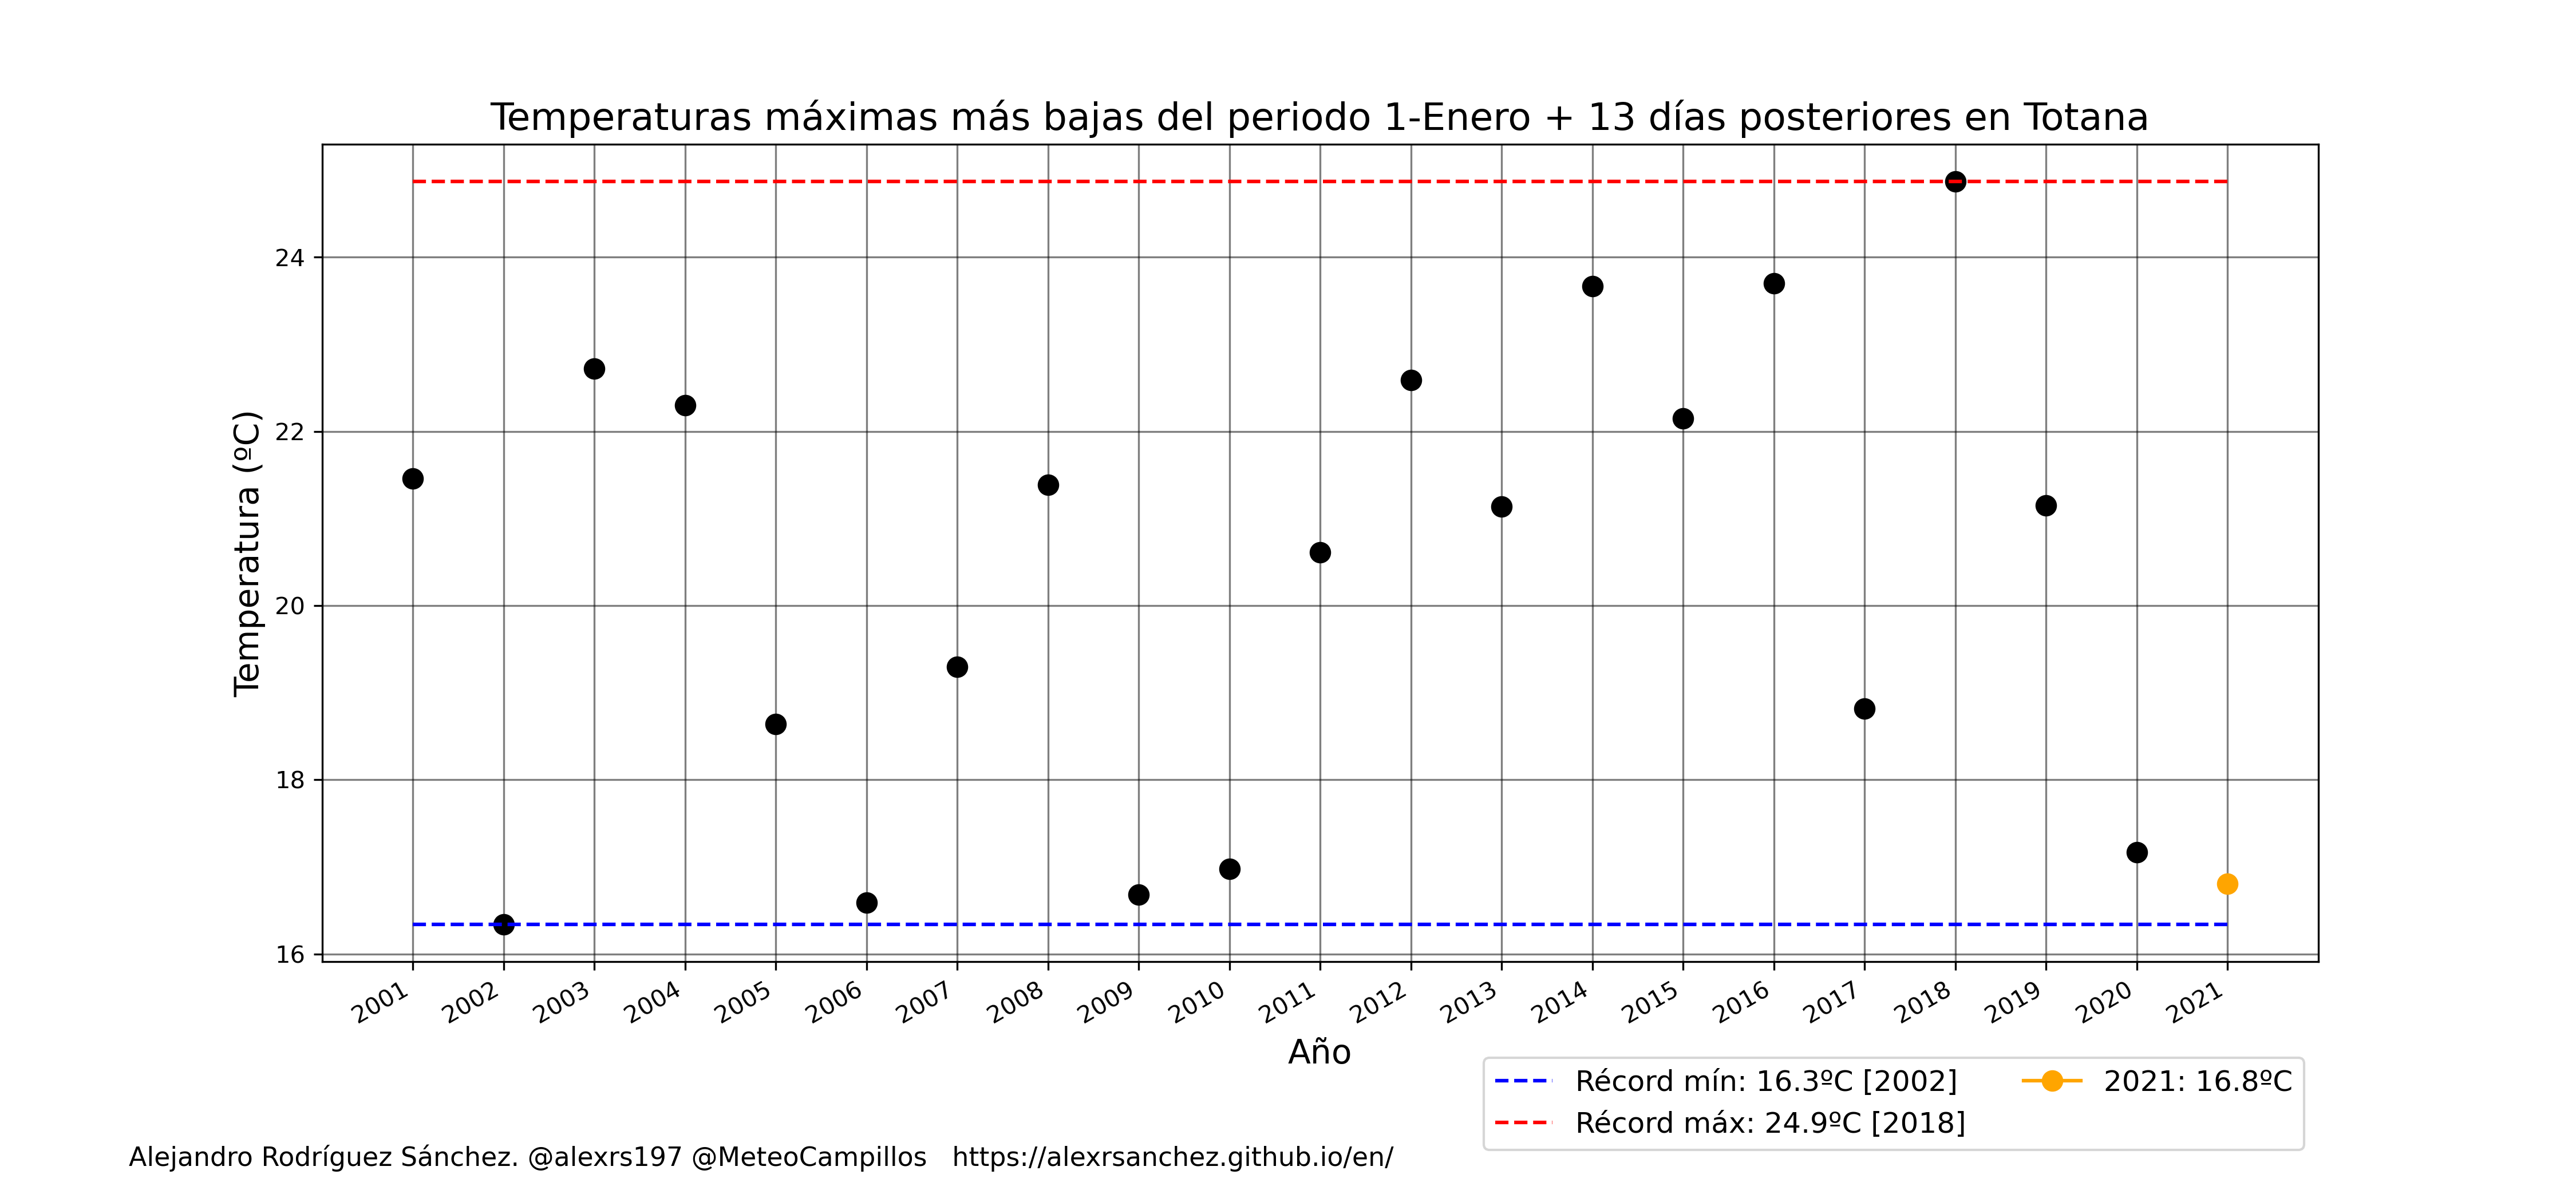 Temperaturas máximas más bajas del periodo 1-Enero + 13 días posteriores en Totana
Temperatura (ºC)
24
22
20
18
16
2001 2002 2003 2004 2005 2006 2007 2008 2009 2010 2011 2012 2013 2014 2015 2016 2017 2018 2019 2020 2021
Año
Récord mín: 16.3ºC [2002]
Récord máx: 24.9ºC [2018]
2021: 16.8ºC
Alejandro Rodríguez Sánchez. @alexrs197 @MeteoCampillos https://alexrsanchez.github.io/en/